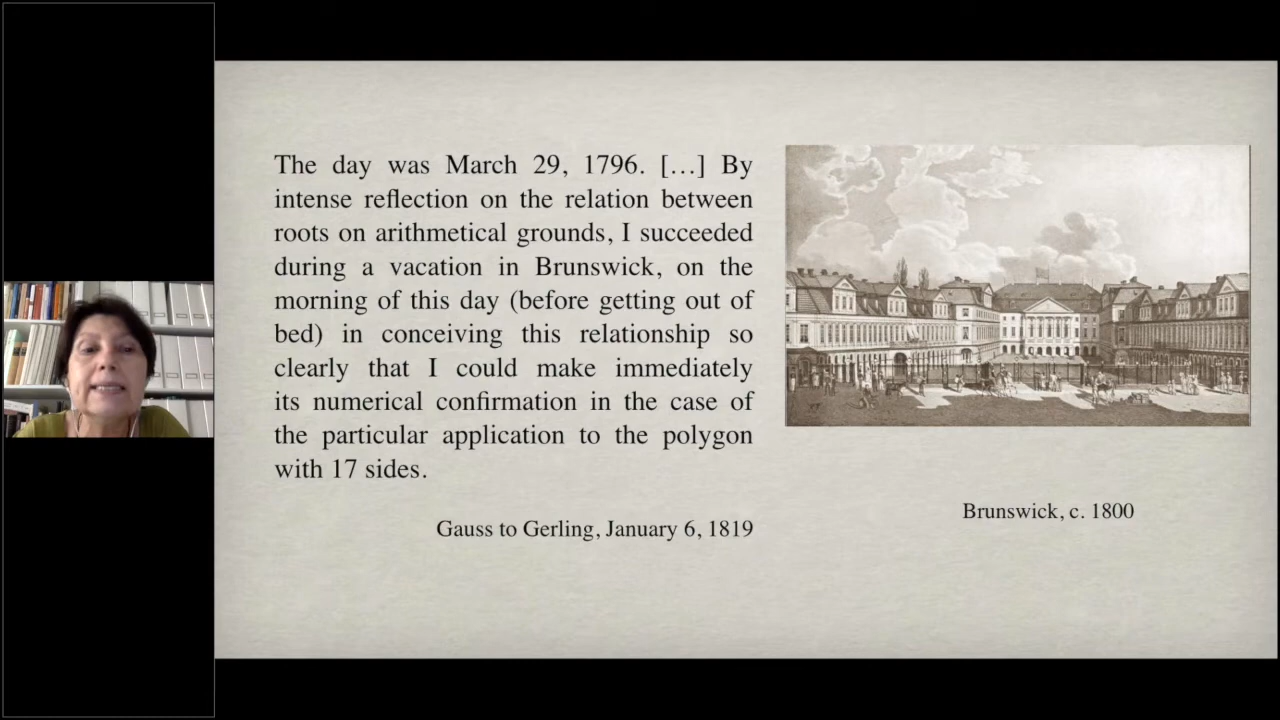 The day was March 29, 1796. […] By
intense reflection on the relation between
roots on arithmetical grounds, I succeeded
during a vacation in Brunswick, on the
morning of this day (before getting out of
bed) in conceiving this relationship so
clearly that I could make immediately
its numerical confirmation in the case of
the particular application to the polygon
with 17 sides.
Gauss to Gerling, January 6, 1819
Brunswick, c. 1800